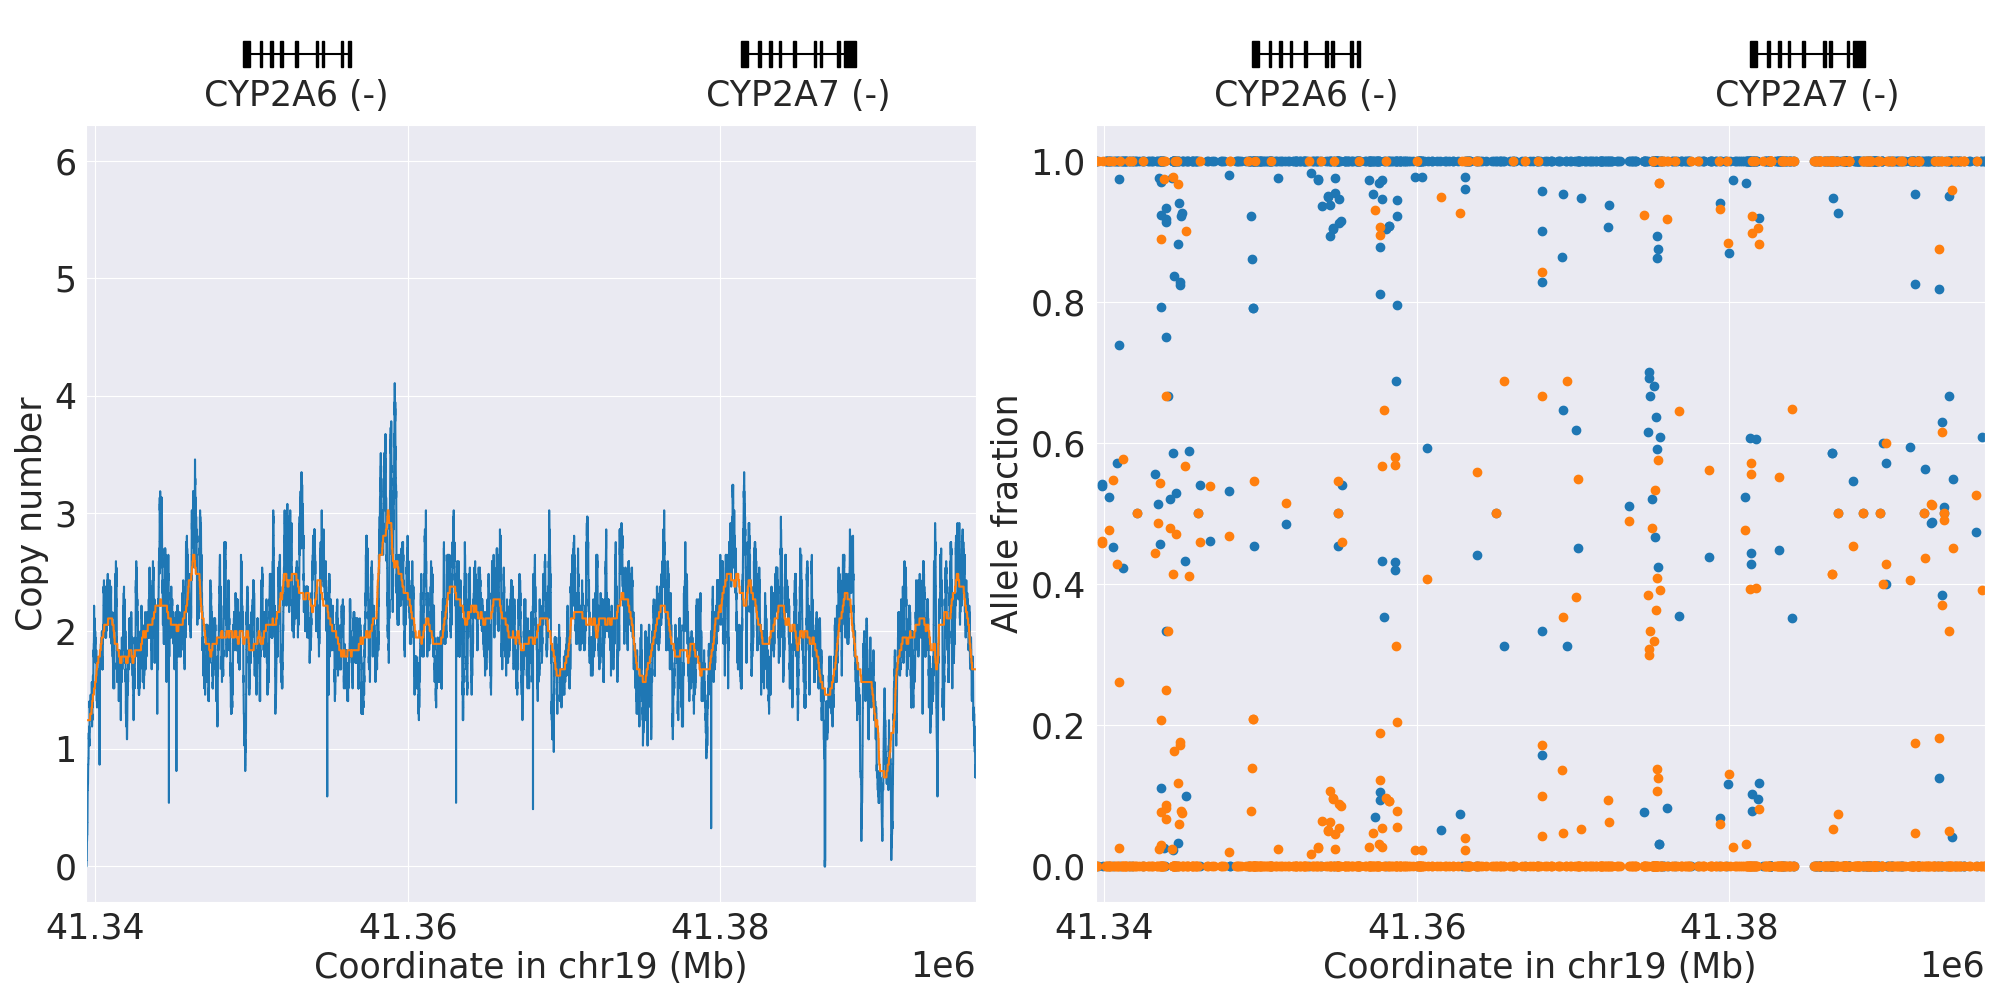 CYP2A6 (-)
CYP2A7 (-)
6
5
4
3
2
1
0
Copy number
41.34
41.36
41.38
Coordinate in chr19 (Mb)
1e6
CYP2A6 (-)
CYP2A7 (-)
1.0
0.8
0.6
0.4
0.2
0.0
Allele fraction
41.34
41.36
41.38
Coordinate in chr19 (Mb)
1e6